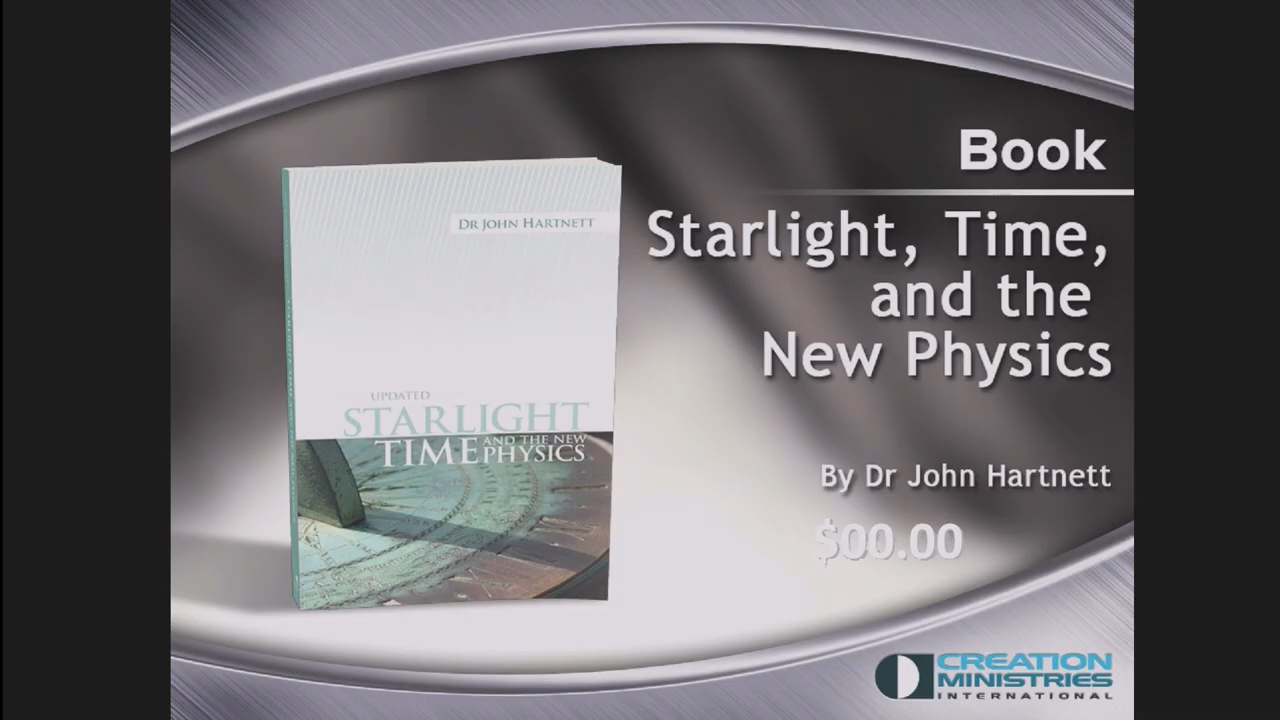 Book
Starlight, Time,
and the
New Physics
By Dr John Hartnett
$00.00
DR JOHN HARTNETT
UPDATED
STARLIGHT
TIME AND THE NEW
PHYSICS
CREATION
MINISTRIES
INTERNATIONAL